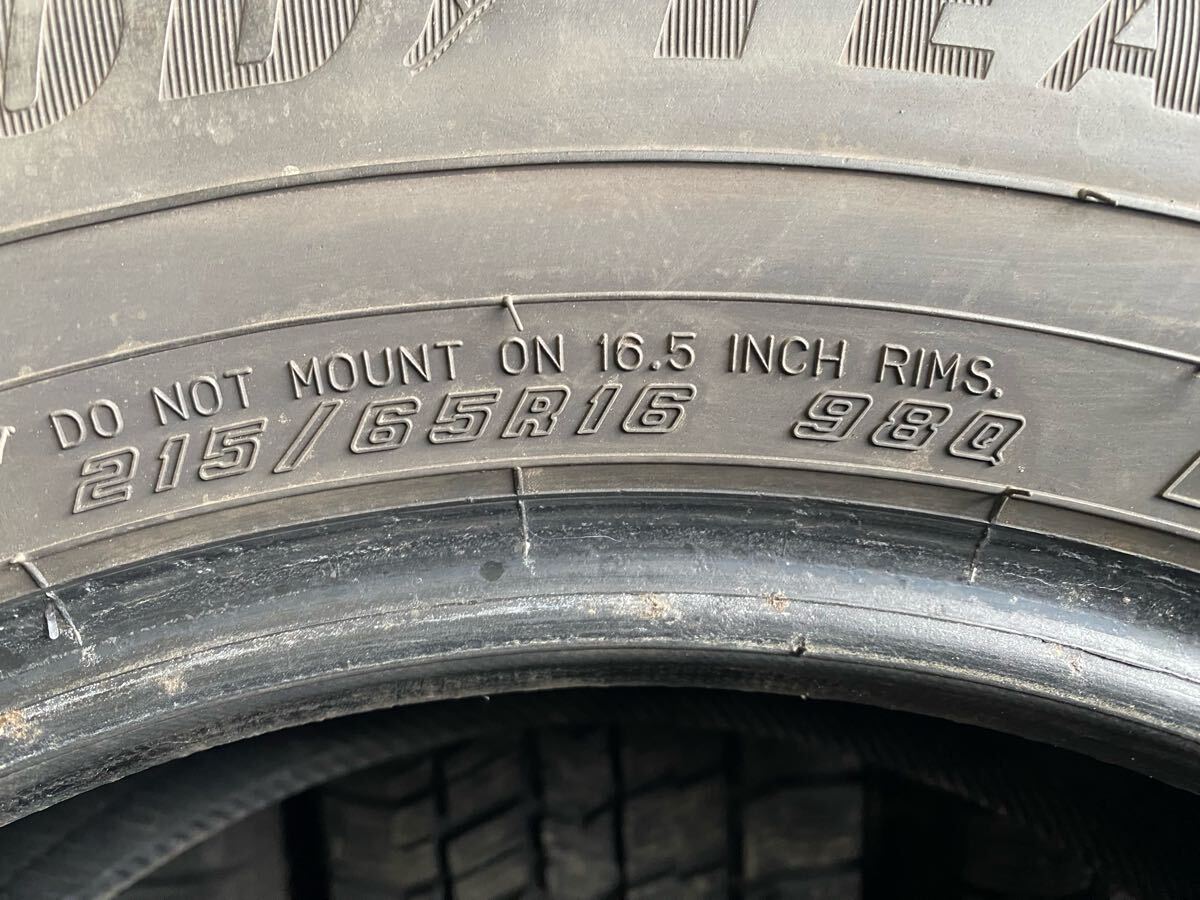 DO NOT MOUNT ON 16.5 INCH RIMS.
215/65R16 98Q